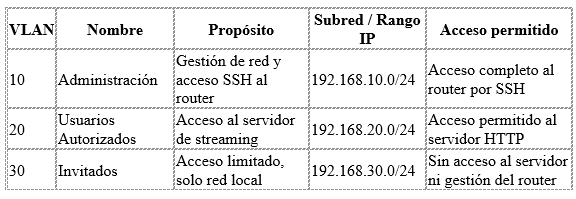 VLAN Nombre Propósito Subred / Rango IP Acceso permitido
10 Administración Gestión de red y acceso SSH al router 192.168.10.0/24 Acceso completo al router por SSH
20 Usuarios Autorizados Acceso al servidor de streaming 192.168.20.0/24 Acceso permitido al servidor HTTP
30 Invitados Acceso limitado, solo red local 192.168.30.0/24 Sin acceso al servidor ni gestión del router